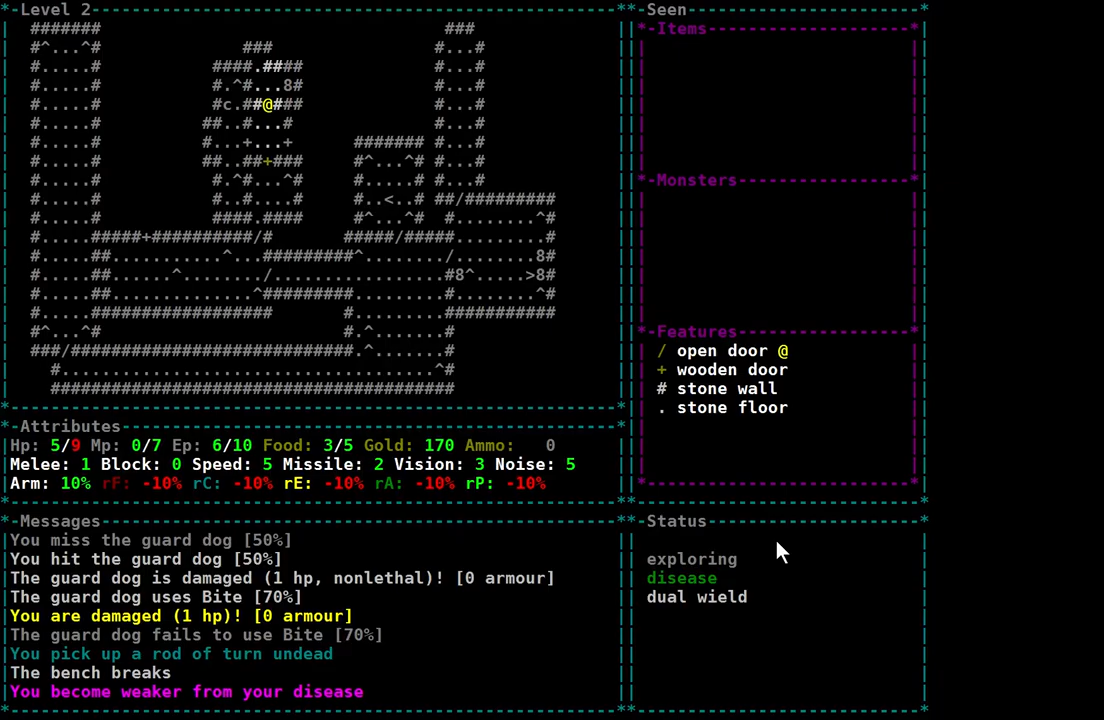 *-Level 2-------------------------------------------------------------**-Seen------------------------*
|  #######                                  ###              ||*-Items--------------------*|
|  #^...^#              ###                #...#             |||                          ||
|  #.....#           ####.####             #...#             |||                          ||
|  #.....#           #.^#...8#             #...#             |||                          ||
|  #.....#           #c.##@###             #...#             |||                          ||
|  #.....#          ##..#...#              #...#             |||                          ||
|  #.....#          #...+...+      ####### #...#             |||                          ||
|  #.....#          ##..##+###     #^...^# #...#             |||                          ||
|  #.....#           #.^#...^#     #.....# #...#             ||*-Monsters-----------------*|
|  #.....#           #..#....#     #..<..# ##/#########      |||                          ||
|  #.....#           ####.####     #^...^#  #........^#      |||                          ||
|  #.....#####+##########/#       #####/#####.........#      |||                          ||
|  #.....##...........^...#########^......../........8#      |||                          ||
|  #.....##......^......../.................#8^.....>8#      |||                          ||
|  #.....##..............^#########.........#........^#      |||                          ||
|  #.....##################       #.........###########      |||                          ||
|  #^...^#                        #.^.......#                ||*-Features-----------------*|
|  ###/############################.^.......#                ||| / open door @            ||
|    #.....................................^#                ||| + wooden door            ||
|    ########################################                ||| # stone wall             ||
*-------------------------------------------------------------*|| . stone floor            ||
*-Attributes--------------------------------------------------*|||                          ||
|Hp: 5/9 Mp: 0/7 Ep: 6/10 Food: 3/5 Gold: 170 Ammo:   0    |||                          ||
|Melee: 1 Block: 0 Speed: 5 Missile: 2 Vision: 3 Noise: 5    |||                          ||
|Arm: 10% rF: -10% rC: -10% rE: -10% rA: -10% rP: -10%       ||*--------------------------*|
*-------------------------------------------------------------**-----------------------------*
*-Messages----------------------------------------------------**-Status----------------------*
|You miss the guard dog [50%]
|You hit the guard dog [50%]                                 || exploring                   |
|The guard dog is damaged (1 hp, nonlethal)! [0 armour]      || disease                     |
|The guard dog uses Bite [70%]                               || dual wield                  |
|You are damaged (1 hp)! [0 armour]
|The guard dog fails to use Bite [70%]
|You pick up a rod of turn undead
|The bench breaks
|You become weaker from your disease
*-------------------------------------------------------------**-----------------------------*